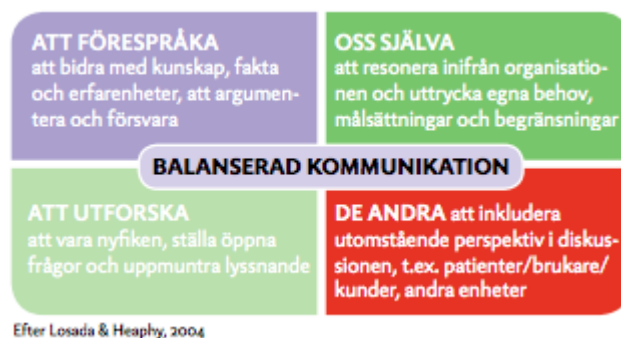 ATT FÖRESPRÅKA
att bidra med kunskap, fakta
och erfarenheter, att argumen-
tera och försvara
OSS SJÄLVA
att resonera inifrån organisatio-
nen och uttrycka egna behov,
målsättningar och begränsningar
BALANSERAD KOMMUNIKATION
ATT UTFORSKA
att vara nyfiken, ställa öppna
frågor och uppmuntra lyssnande
DE ANDRA att inkludera
utomstående perspektiv i diskus-
sionen, t.ex. patienter/brukare/
kunder, andra enheter
Efter Losada & Heaphy, 2004